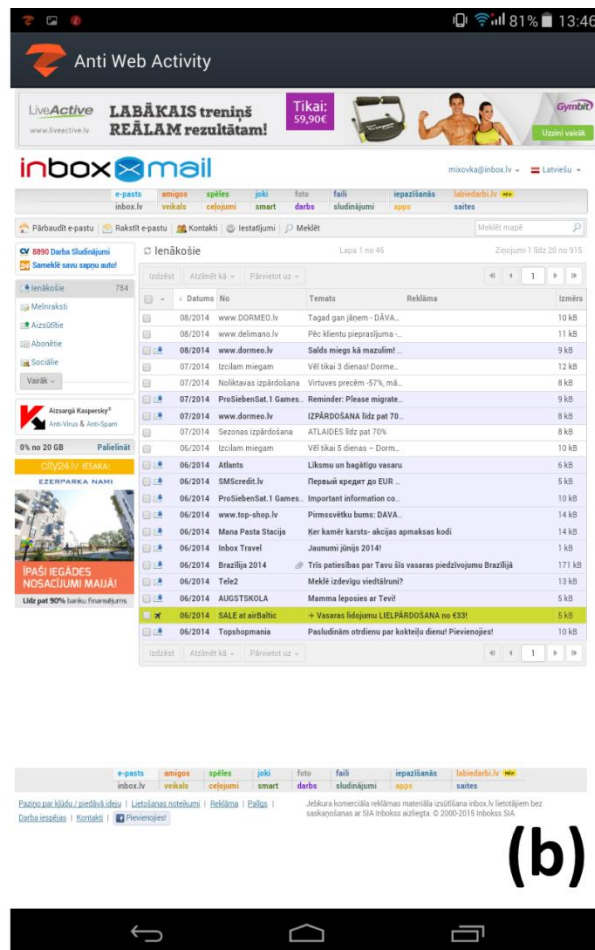 81% 13:46
Anti Web Activity
LiveActive
www.liveactive.lv
LABĀKAIS treniņš
REĀLAM rezultātam!
Tikai:
59,90€
Gymbit
Uzzini vairāk
inbox mail
mixovka@inbox.lv Latviešu
e-pasts amigos spēles joki foto faili iepazīšanās labiedarbi.lv
inbox.lv veikals ceļojumi smart darbs sludinājumi apps saites
Pārbaudīt e-pastu Rakstīt e-pastu Kontakti Iestatījumi Meklēt Meklēt mapē
CV 8890 Darba Sludinājumi
Sameklē savu sapņu auto!
Ienākošie 784
Melnraksti
Aizsūtītie
Abonētie
Sociālie
Vairāk
Aizsargā Kaspersky
Anti-Virus & Anti-Spam
0% no 20 GB Palielināt
City24.lv IESAKA:
EZERPARKA NAMI
ĪPAŠI IEGĀDES
NOSACĪJUMI MAIJĀ!
Līdz pat 90% banku finansējums
Ienākošie Lapa 1 no 46 Ziņojumi 1 līdz 20 no 915
Izdzēst Atzīmēt kā Pārvietot uz 1
Datums No Temats Reklāma Izmērs
08/2014 www.DORMEO.lv Tagad gan jāņem - DĀVA... 10 kB
08/2014 www.delimano.lv Pēc klientu pieprasījuma -... 11 kB
08/2014 www.dormeo.lv Salds miegs kā mazulim! ... 9 kB
07/2014 Izcilam miegam Vēl tikai 3 dienas! Dorme... 12 kB
07/2014 Noliktavas izpārdošana Virtuves precēm -57%, mā... 8 kB
07/2014 ProSiebenSat.1 Games... Reminder: Please migrate... 9 kB
07/2014 www.dormeo.lv IZPĀRDOŠANA līdz pat 70... 8 kB
07/2014 Sezonas izpārdošana ATLAIDES līdz pat 70% 8 kB
06/2014 Izcilam miegam Vēl tikai 5 dienas – Dorm... 10 kB
06/2014 Atlants Līksmu un bagātīgu vasaru 6 kB
06/2014 SMScredit.lv Первый кредит до EUR ... 5 kB
06/2014 ProSiebenSat.1 Games... Important information co... 10 kB
06/2014 www.top-shop.lv Pirmssvētku bums: DAVA... 14 kB
06/2014 Mana Pasta Stacija Ķer kamēr karsts- akcijas apmaksas kodi 14 kB
06/2014 Inbox Travel Jaunumi jūnijs 2014! 1 kB
06/2014 Brazīlija 2014 Trīs patiesības par Tavu šīs vasaras piedzīvojumu Brazīlijā 171 kB
06/2014 Tele2 Meklē izdevīgu viedtālruni? 13 kB
06/2014 AUGSTSKOLA Mamma leposies ar Tevi! 5 kB
06/2014 SALE at airBaltic Vasaras lidojumu LIELPĀRDOŠANA no €33! 5 kB
06/2014 Topshopmania Pasludinām otrdienu par kokteiļu dienu! Pievienojies! 10 kB
Izdzēst Atzīmēt kā Pārvietot uz 1
e-pasts amigos spēles joki foto faili iepazīšanās labiedarbi.lv
inbox.lv veikals ceļojumi smart darbs sludinājumi apps saites
Paziņo par kļūdu / piedāvā ideju | Lietošanas noteikumi | Reklāma | Palīgs |
Darba iespējas | Kontakti | Pievienojies!
Jebkura komerciāla reklāmas materiāla izsūtīšana inbox.lv lietotājiem bez
saskaņošanas ar SIA Inbokss aizliegta. © 2000-2015 Inbokss SIA
(b)